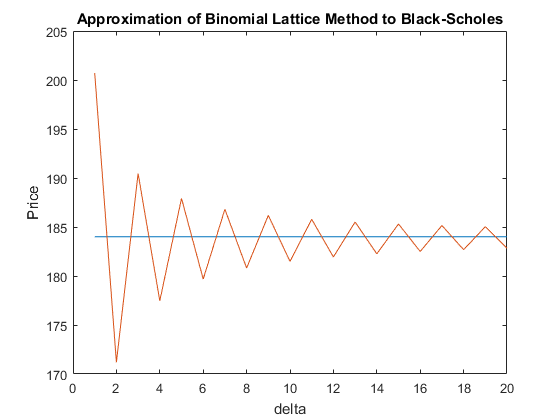 Approximation of Binomial Lattice Method to Black-Scholes
205
200
195
190
185
180
175
170
Price
0 2 4 6 8 10 12 14 16 18 20
delta